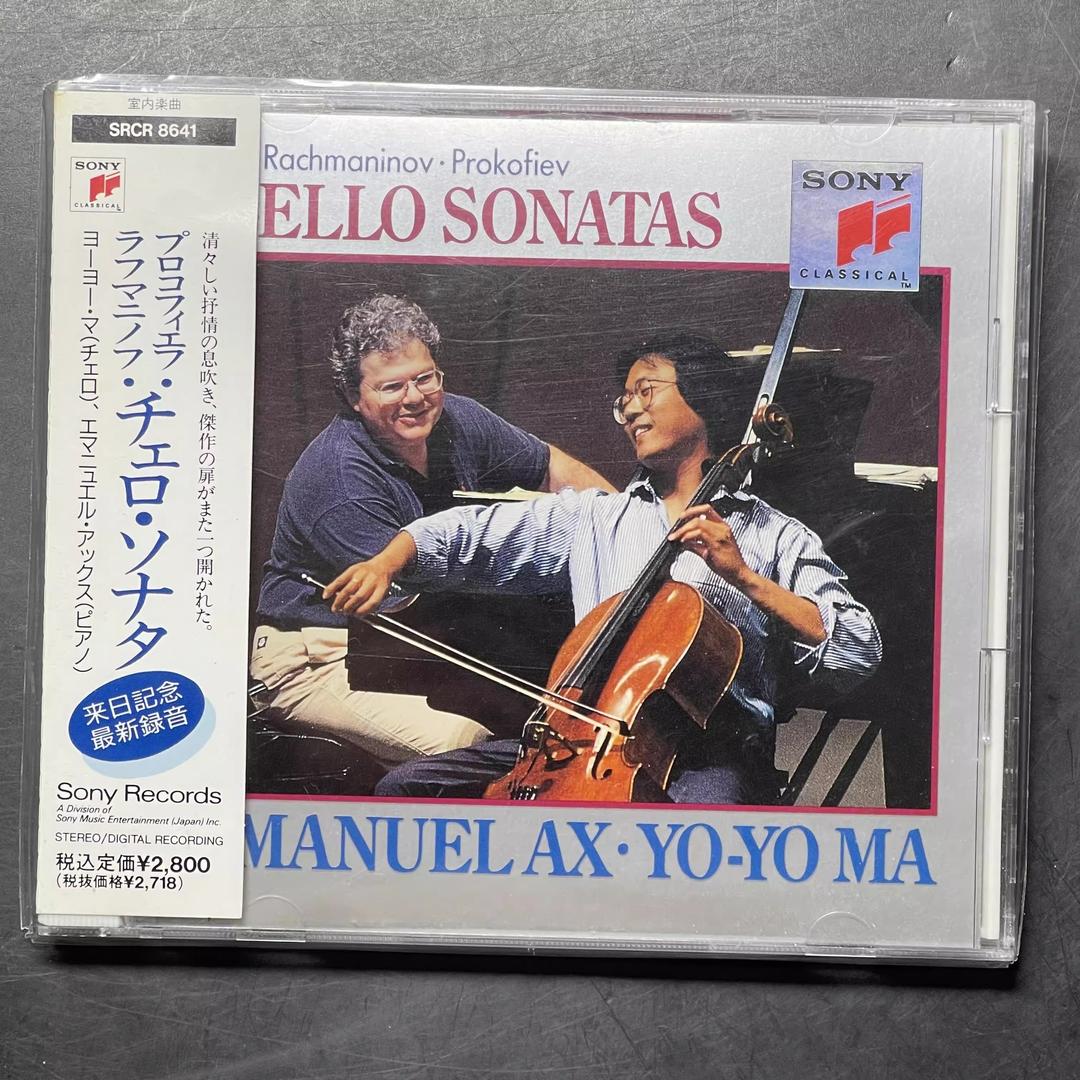 室内楽曲
SRCR 8641
SONY
CLASSICAL
清々しい抒情の息吹き、傑作の扉がまた一つ開かれた。
プロコフィエフ
ラフマニノフ:チェロ・ソナタ
ヨーヨー・マ(チェロ)、エマニュエル・アックス(ピアノ)
来日記念
最新録音
Sony Records
A Division of
Sony Music Entertainment (Japan) Inc.
STEREO/DIGITAL RECORDING
税込定価¥2,800
(税抜価格¥2,718)
Rachmaninov・Prokofiev
ELLO SONATAS
SONY
CLASSICAL
TM
MANUEL AX・YO-YO MA